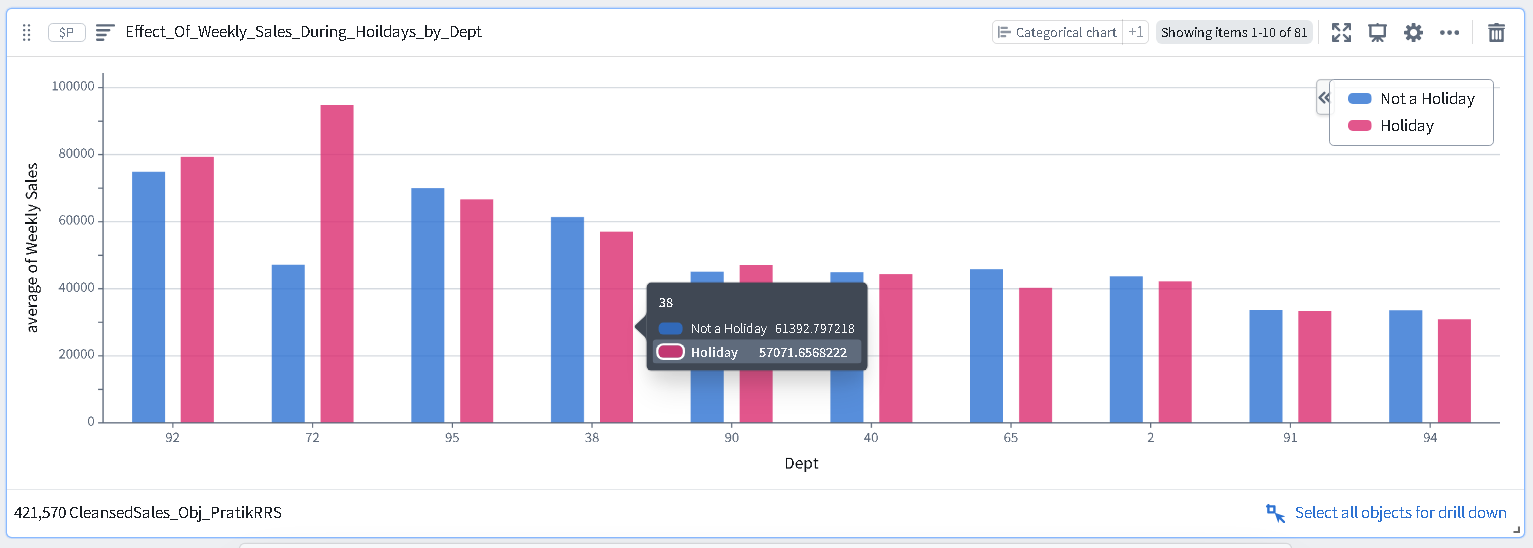 $P Effect_Of_Weekly_Sales_During_Hoildays_by_Dept Categorical chart +1 Showing items 1-10 of 81
Not a Holiday
Holiday
average of Weekly Sales
100000
80000
60000
40000
20000
0
38
Not a Holiday 61392.797218
Holiday 57071.6568222
92 72 95 38 90 40 65 2 91 94
Dept
421,570 CleansedSales_Obj_PratikRRS Select all objects for drill down